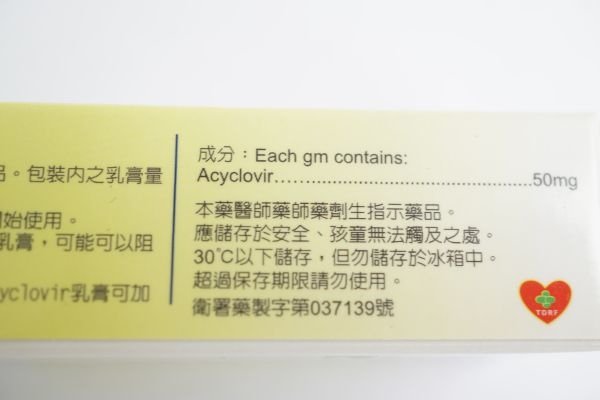 品。包裝內之乳膏量
始使用。
乳膏，可能可以阻
yclovir乳膏可加
成分：Each gm contains:
Acyclovir.......................................................50mg
本藥醫師藥師藥劑生指示藥品。
應儲存於安全、孩童無法觸及之處。
30℃以下儲存，但勿儲存於冰箱中。
超過保存期限請勿使用。
衛署藥製字第037139號
TDRF